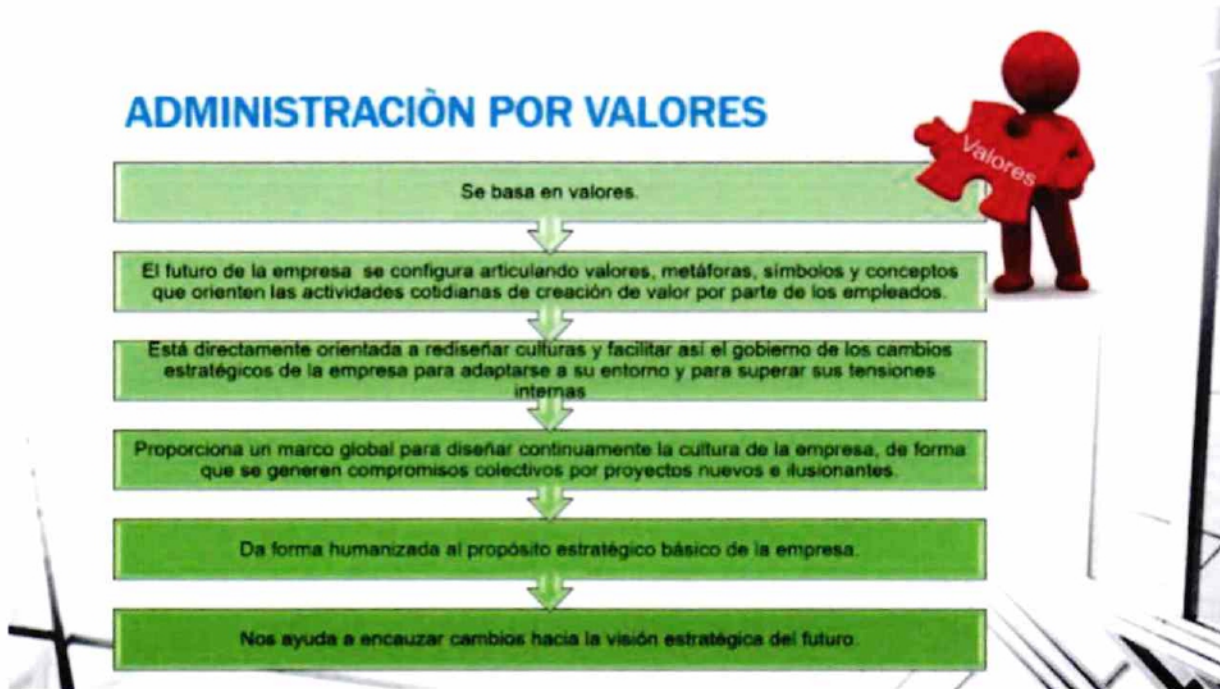 ADMINISTRACIÒN POR VALORES
Valores
Se basa en valores.
El futuro de la empresa se configura articulando valores, metáforas, símbolos y conceptos
que orienten las actividades cotidianas de creación de valor por parte de los empleados.
Está directamente orientada a rediseñar culturas y facilitar así el gobierno de los cambios
estratégicos de la empresa para adaptarse a su entorno y para superar sus tensiones
internas
Proporciona un marco global para diseñar continuamente la cultura de la empresa, de forma
que se generen compromisos colectivos por proyectos nuevos e ilusionantes.
Da forma humanizada al propósito estratégico básico de la empresa.
Nos ayuda a encauzar cambios hacia la visión estratégica del futuro.